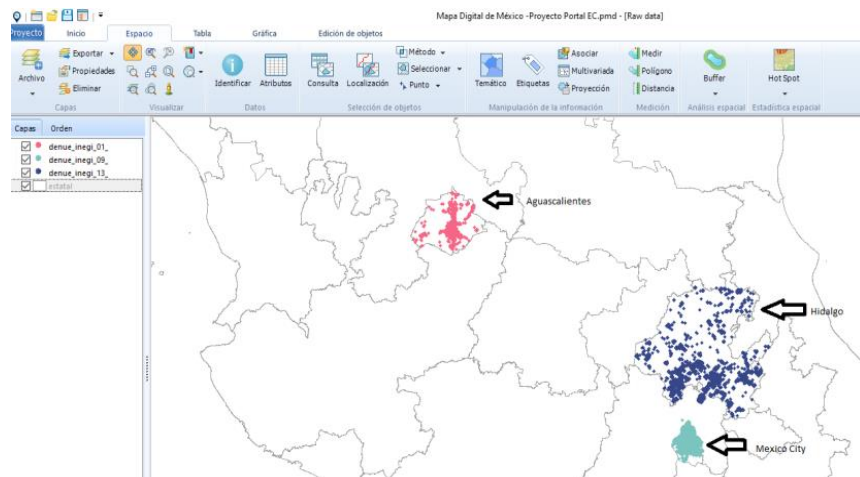 Mapa Digital de México -Proyecto Portal EC.pmd - [Raw data]
Proyecto Inicio Espacio Tabla Gráfica Edición de objetos
Archivo
Exportar
Propiedades
Eliminar
Capas
Visualizar
Identificar Atributos
Datos
Consulta Localización
Método
Seleccionar
Punto
Selección de objetos
Temático Etiquetas
Asociar
Multivariada
Proyección
Manipulación de la información
Medir
Polígono
Distancia
Medición
Buffer
Análisis espacial
Hot Spot
Estadística espacial
Capas Orden
denue_inegi_01_
denue_inegi_09_
denue_inegi_13_
estatal
Aguascalientes
Hidalgo
Mexico City